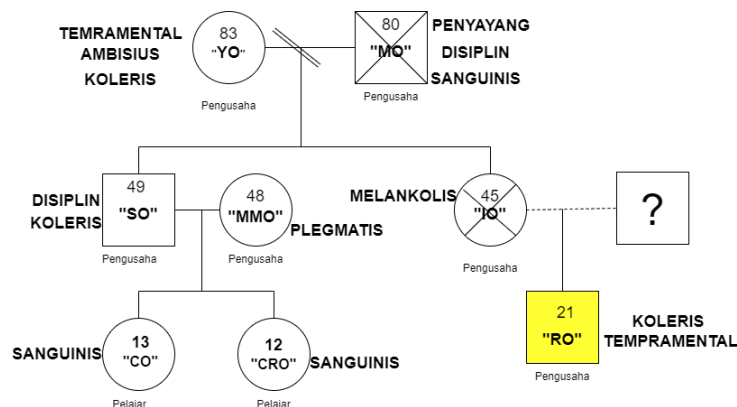 TEMRAMENTAL
AMBISIUS
KOLERIS
83
"YO"
Pengusaha
80
"MO"
Pengusaha
PENYAYANG
DISIPLIN
SANGUINIS
DISIPLIN
KOLERIS
49
"SO"
Pengusaha
48
"MMO"
Pengusaha
PLEGMATIS
MELANKOLIS
45
"IO"
Pengusaha
?
SANGUINIS
13
"CO"
Pelajar
12
"CRO"
Pelajar
SANGUINIS
21
"RO"
Pengusaha
KOLERIS
TEMPRAMENTAL